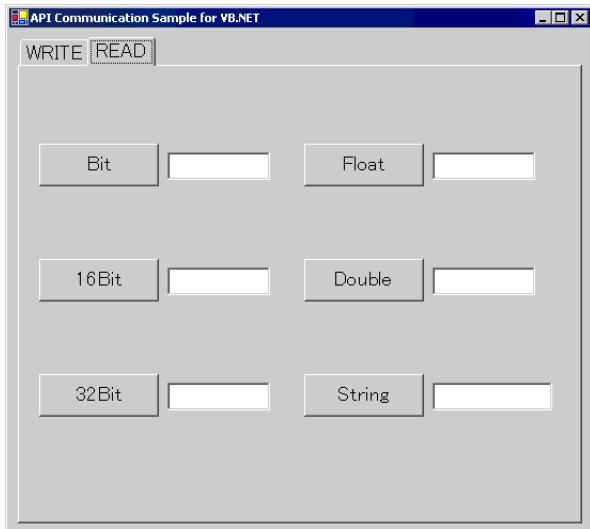 API Communication Sample for VB.NET
WRITE READ
Bit Float
16Bit Double
32Bit String